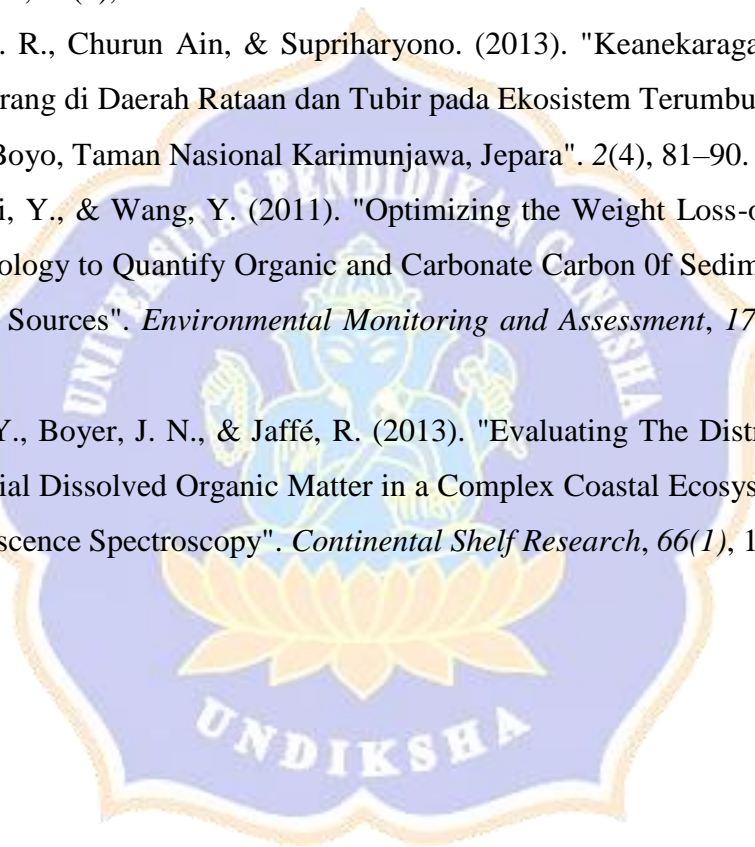 . R., Churun Ain, & Supriharyono. (2013). "Keanekaraga
rang di Daerah Rataan dan Tubir pada Ekosistem Terumbu
Boyo, Taman Nasional Karimunjawa, Jepara". 2(4), 81–90.
i, Y., & Wang, Y. (2011). "Optimizing the Weight Loss-o
ology to Quantify Organic and Carbonate Carbon 0f Sedim
Sources". Environmental Monitoring and Assessment, 17
Y., Boyer, J. N., & Jaffé, R. (2013). "Evaluating The Distr
ial Dissolved Organic Matter in a Complex Coastal Ecosys
scence Spectroscopy". Continental Shelf Research, 66(1), 1
UNIVERSITAS PENDIDIKAN GANESHA
UNDIKSHA